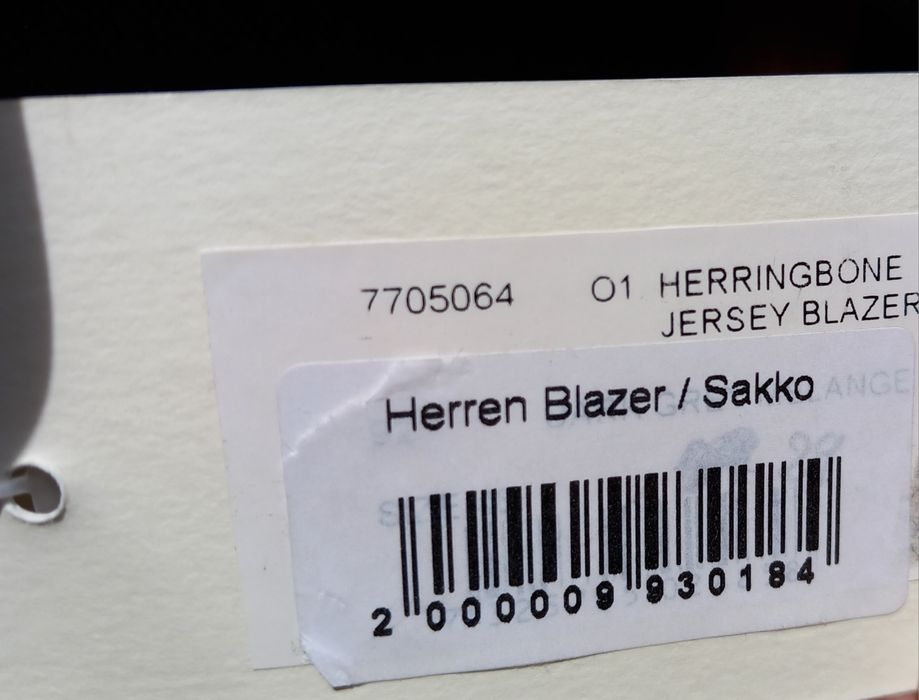 7705064 O1 HERRINGBONE
JERSEY BLAZER
Herren Blazer / Sakko
2 000009 930184